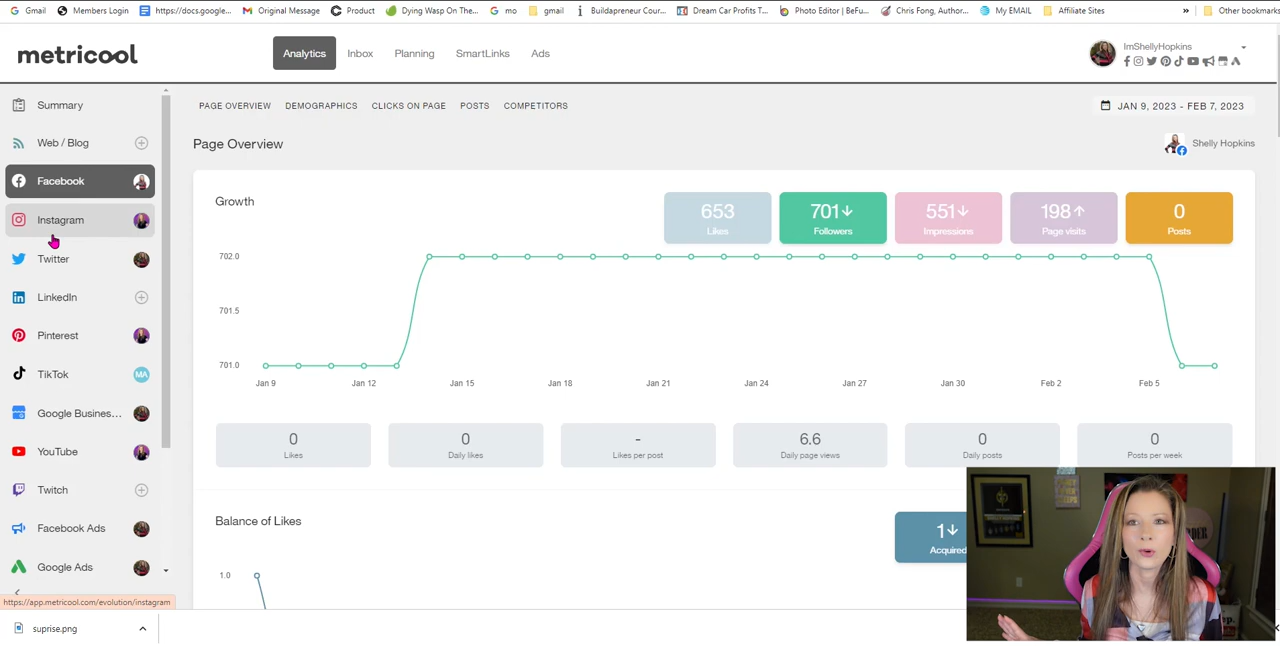 Gmail Members Login https://docs.google... Original Message Product Dying Wasp On The... mo gmail Buildapreneur Cour... Dream Car Profits T... Photo Editor | BeFu... Chris Fong, Author... My EMAIL Affiliate Sites » Other bookmarks
metricool Analytics Inbox Planning SmartLinks Ads ImShellyHopkins
Summary
Web / Blog
Facebook
Instagram
Twitter
LinkedIn
Pinterest
TikTok MA
Google Busines...
YouTube
Twitch
Facebook Ads
Google Ads
PAGE OVERVIEW DEMOGRAPHICS CLICKS ON PAGE POSTS COMPETITORS JAN 9, 2023 - FEB 7, 2023
Page Overview Shelly Hopkins
Growth
653 701↓ 551↓ 198↑ 0
Likes Followers Impressions Page visits Posts
702.0
701.5
701.0
Jan 9 Jan 12 Jan 15 Jan 18 Jan 21 Jan 24 Jan 27 Jan 30 Feb 2 Feb 5
0 0 - 6.6 0 0
Likes Daily likes Likes per post Daily page views Daily posts Posts per week
Balance of Likes
1↓
Acquired
1.0
https://app.metricool.com/evolution/instagram
suprise.png